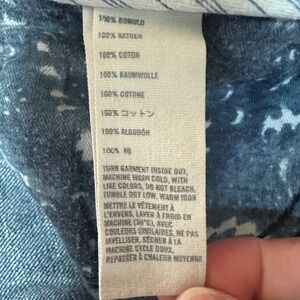 100% BOMULD
100% KATOEN
100% COTON
100% BAUMWOLLE
100% COTONE
100% コットン
100% ALGODÓN
100% 棉
TURN GARMENT INSIDE OUT,
MACHINE WASH COLD, WITH
LIKE COLORS, DO NOT BLEACH,
TUMBLE DRY LOW, WARM IRON
METTRE LE VÊTEMENT À
L'ENVERS, LAVER À FROID EN
MACHINE (30°C), AVEC
COULEURS SIMILAIRES, NE PAS
JAVELLISER, SÉCHER À LA
MACHINE CYCLE DOUX,
REPASSER À CHALEUR MOYENNE